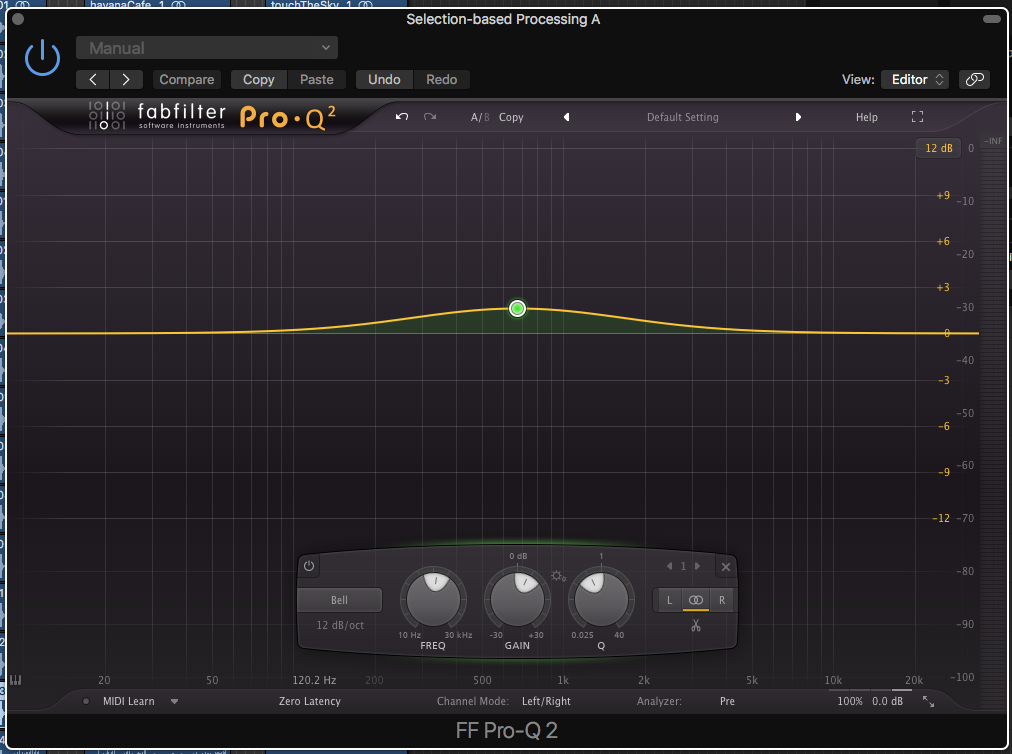 havanaCafe_1
touchTheSky_1
Selection-based Processing A
Manual
Compare Copy Paste Undo Redo View: Editor
fabfilter
software instruments
Pro·Q2
A/B Copy Default Setting Help
12 dB 0 -INF
+9 -10
+6 -20
+3 -30
0 -40
-3 -50
-6 -60
-9 -70
-12 -80
-90
-100
0 dB 1 1
Bell L R
12 dB/oct
10 Hz 30 kHz -30 +30 0.025 40
FREQ GAIN Q
20 50 120.2 Hz 200 500 1k 2k 5k 10k 20k
MIDI Learn Zero Latency Channel Mode: Left/Right Analyzer: Pre 100% 0.0 dB
FF Pro-Q 2